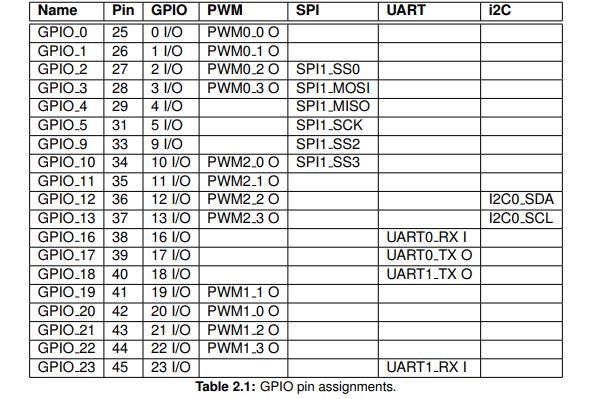 Name Pin GPIO PWM SPI UART i2C
GPIO_0 25 0 I/O PWM0_0 O
GPIO_1 26 1 I/O PWM0_1 O
GPIO_2 27 2 I/O PWM0_2 O SPI1_SS0
GPIO_3 28 3 I/O PWM0_3 O SPI1_MOSI
GPIO_4 29 4 I/O SPI1_MISO
GPIO_5 31 5 I/O SPI1_SCK
GPIO_9 33 9 I/O SPI1_SS2
GPIO_10 34 10 I/O PWM2_0 O SPI1_SS3
GPIO_11 35 11 I/O PWM2_1 O
GPIO_12 36 12 I/O PWM2_2 O I2C0_SDA
GPIO_13 37 13 I/O PWM2_3 O I2C0_SCL
GPIO_16 38 16 I/O UART0_RX I
GPIO_17 39 17 I/O UART0_TX O
GPIO_18 40 18 I/O UART1_TX O
GPIO_19 41 19 I/O PWM1_1 O
GPIO_20 42 20 I/O PWM1_0 O
GPIO_21 43 21 I/O PWM1_2 O
GPIO_22 44 22 I/O PWM1_3 O
GPIO_23 45 23 I/O UART1_RX I
Table 2.1: GPIO pin assignments.